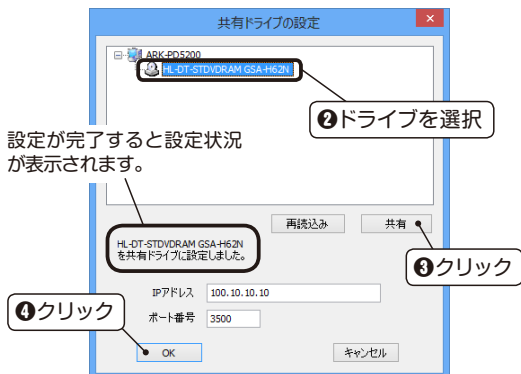 共有ドライブの設定
ARK-PD5200
HL-DT-STDVDRAM GSA-H62N
❷ドライブを選択
設定が完了すると設定状況
が表示されます。
再読込み
共有
HL-DT-STDVDRAM GSA-H62N
を共有ドライブに設定しました。
❸クリック
IPアドレス
100.10.10.10
❹クリック
ポート番号
3500
OK
キャンセル